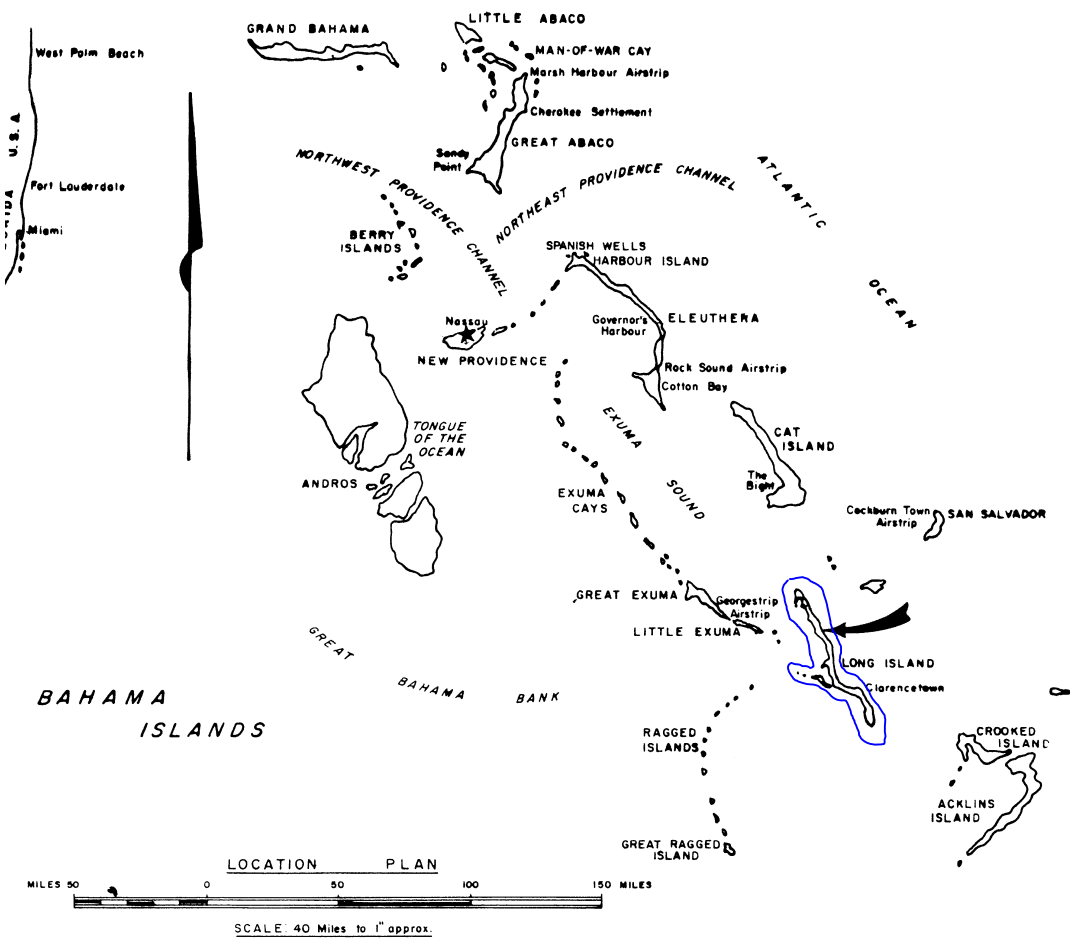 LITTLE ABACO
GRAND BAHAMA
MAN-OF-WAR CAY
West Palm Beach
Marsh Harbour Airstrip
Cherokee Settlement
U.S.A
GREAT ABACO
Sandy
Point
NORTHWEST PROVIDENCE CHANNEL
NORTHEAST PROVIDENCE CHANNEL
ATLANTIC
OCEAN
Fort Lauderdale
Miami
BERRY
ISLANDS
SPANISH WELLS
HARBOUR ISLAND
Nassau
Governor's
Harbour
ELEUTHERA
NEW PROVIDENCE
Rock Sound Airstrip
Cotton Bay
TONGUE
OF THE
OCEAN
EXUMA
SOUND
CAT
ISLAND
The
Bight
ANDROS
EXUMA
CAYS
Cockburn Town
Airstrip
SAN SALVADOR
GREAT EXUMA
Georgestrip
Airstrip
LITTLE EXUMA
GREAT
BAHAMA
BANK
LONG ISLAND
Clarencetown
BAHAMA
ISLANDS
RAGGED
ISLANDS
CROOKED
ISLAND
ACKLINS
ISLAND
GREAT RAGGED
ISLAND
LOCATION PLAN
MILES 50 0 50 100 150 MILES
SCALE: 40 Miles to 1" approx.